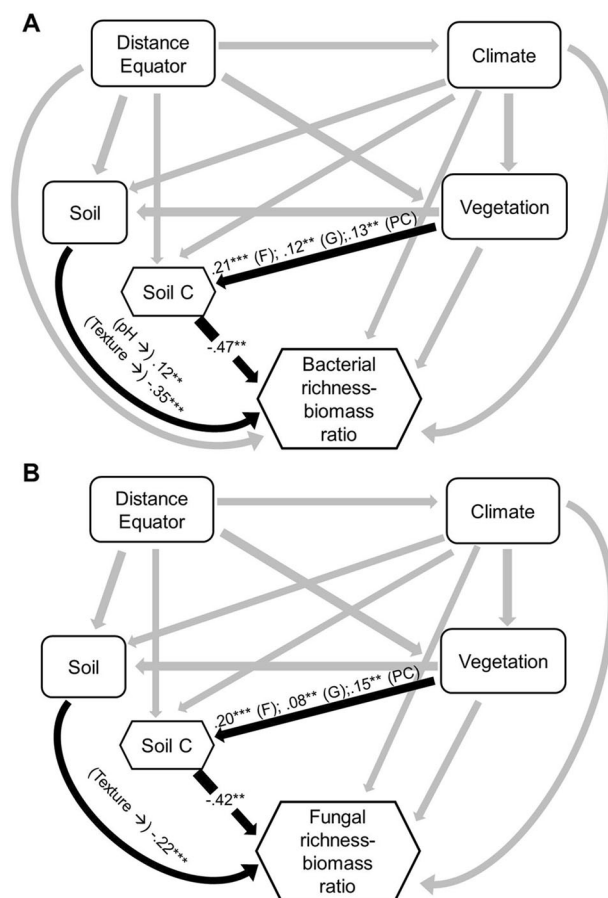 A
Distance
Equator
Climate
Soil
Vegetation
.21*** (F); .12** (G);.13** (PC)
Soil C
-.47**
(pH →) .12**
(Texture →) -.35***
Bacterial
richness-
biomass
ratio
B
Distance
Equator
Climate
Soil
Vegetation
.20*** (F); .08** (G);.15** (PC)
Soil C
-.42**
(Texture →) -.22***
Fungal
richness-
biomass
ratio